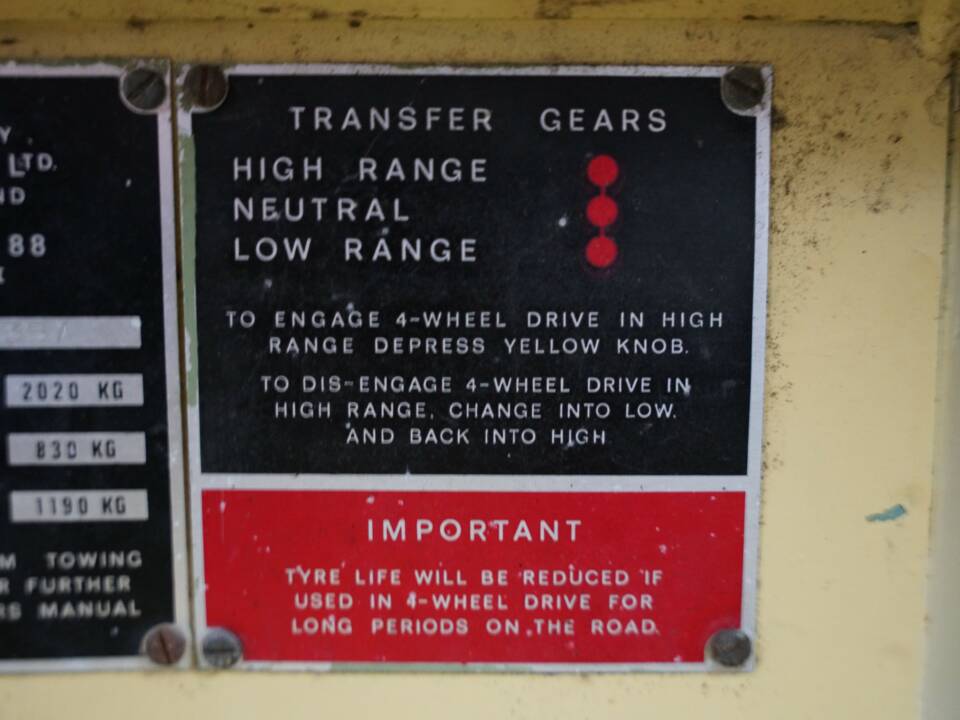 Y
LTD.
ND
88
2020 KG
830 KG
1190 KG
M TOWING
R FURTHER
RS MANUAL
TRANSFER GEARS
HIGH RANGE
NEUTRAL
LOW RANGE
TO ENGAGE 4-WHEEL DRIVE IN HIGH
RANGE DEPRESS YELLOW KNOB.
TO DIS-ENGAGE 4-WHEEL DRIVE IN
HIGH RANGE, CHANGE INTO LOW.
AND BACK INTO HIGH
IMPORTANT
TYRE LIFE WILL BE REDUCED IF
USED IN 4-WHEEL DRIVE FOR
LONG PERIODS ON THE ROAD.